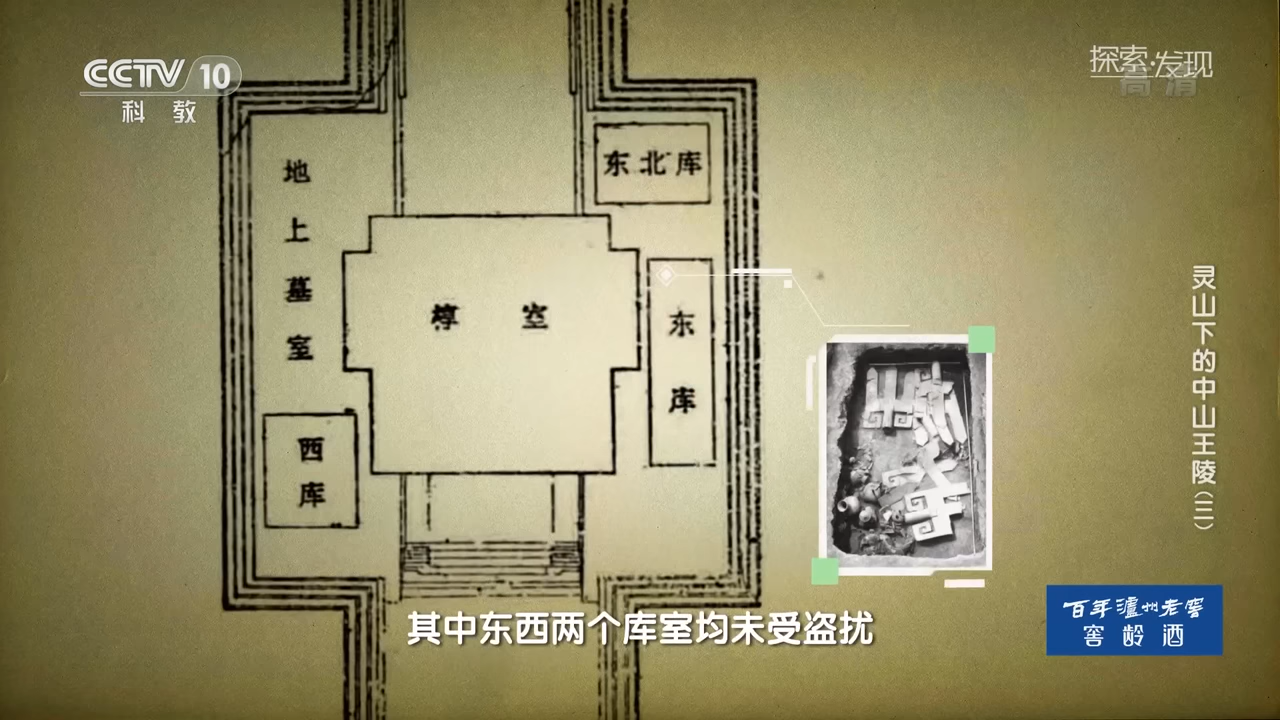 CCTV 10
科教
探索·发现
高清
地上墓室
东北库
椁室
东库
西库
灵山下的中山王陵(三)
其中东西两个库室均未受盗扰
百年泸州老窖
窖龄酒